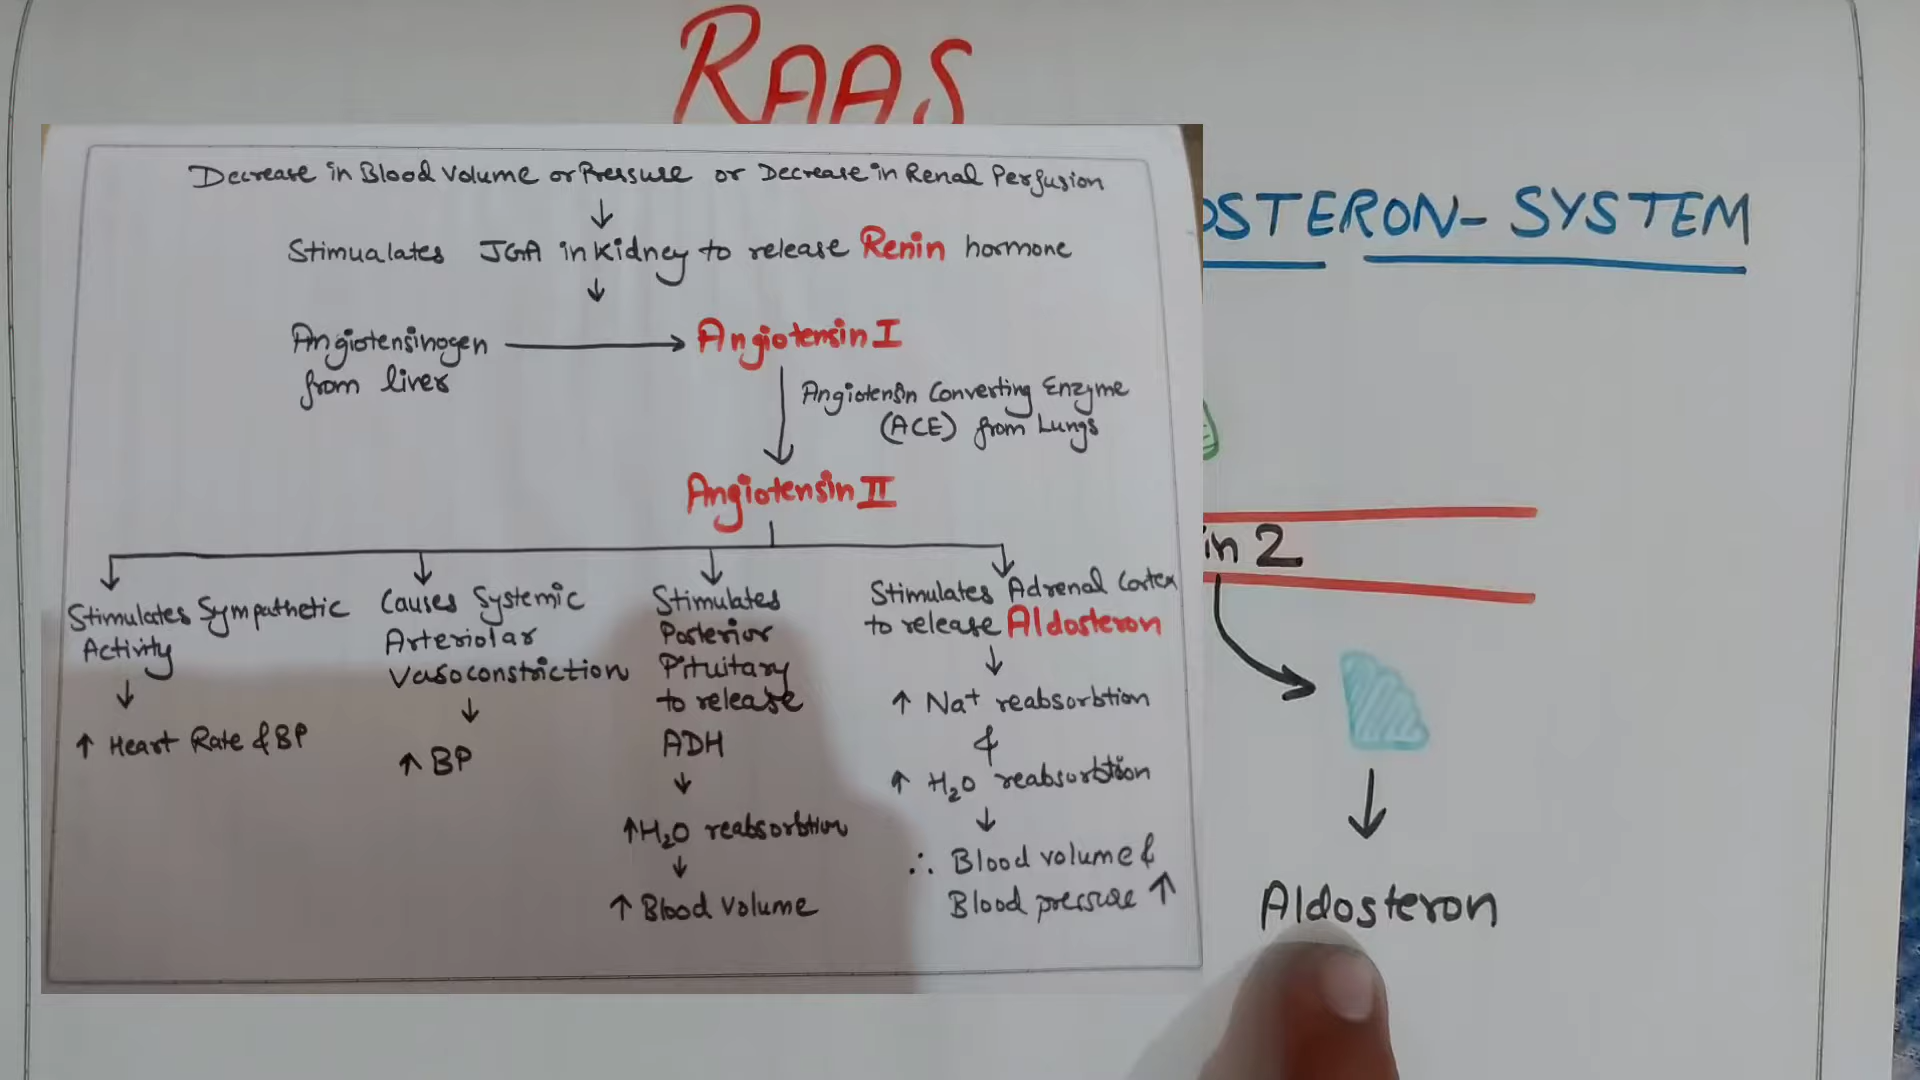 RAAS
OSTERON- SYSTEM
Decrease in Blood Volume or Pressure or Decrease in Renal Perfusion
Stimualates JGA in Kidney to release Renin hormone
Angiotensinogen
from liver
Angiotensin I
Angiotensin Converting Enzyme
(ACE) from Lungs
Angiotensin II
Stimulates Sympathetic
Activity
↑ Heart Rate & BP
Causes Systemic
Arteriolar
Vasoconstriction
↑ BP
Stimulates
Posterior
Pituitary
to release
ADH
↑ H₂O reabsorbtion
↑ Blood Volume
Stimulates Adrenal Cortex
to release Aldosteron
↑ Na⁺ reabsorbtion
&
↑ H₂O reabsorbtion
∴ Blood volume &
Blood pressure ↑
in 2
Aldosteron